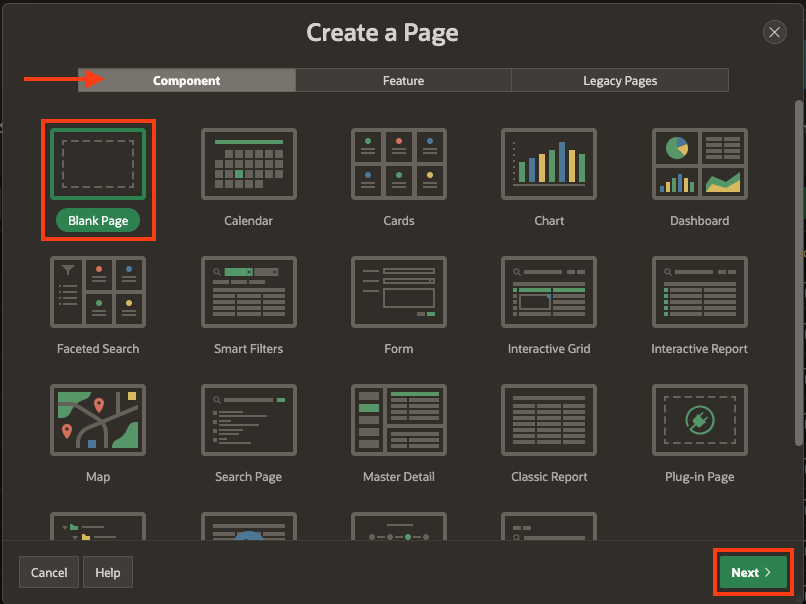 Create a Page
Component Feature Legacy Pages
Blank Page Calendar Cards Chart Dashboard
Faceted Search Smart Filters Form Interactive Grid Interactive Report
Map Search Page Master Detail Classic Report Plug-in Page
Cancel Help Next